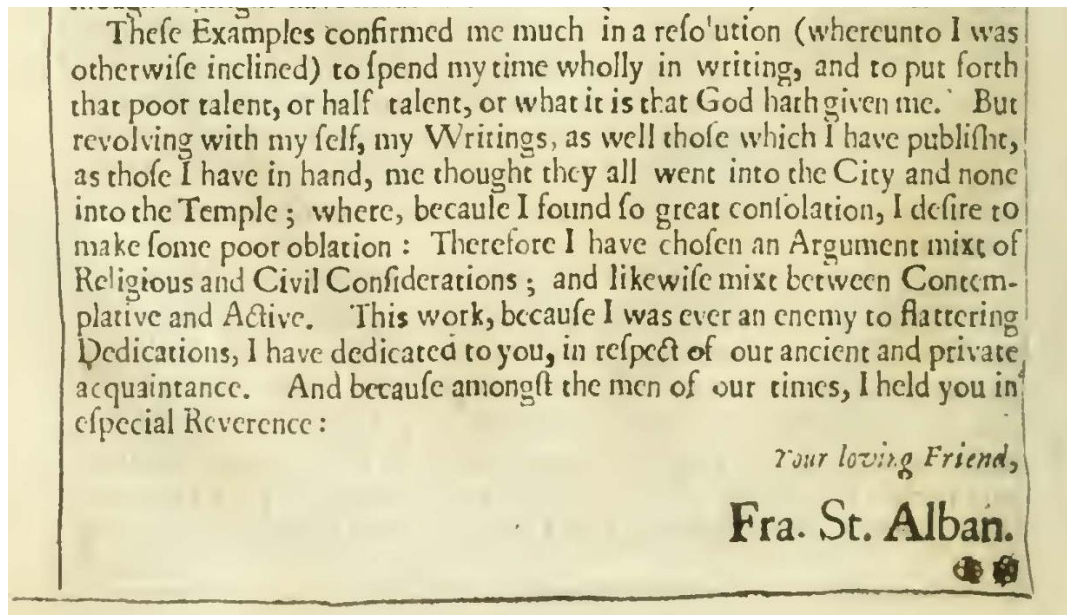 Theſe Examples confirmed me much in a reſo'ution (whereunto I was
otherwiſe inclined) to ſpend my time wholly in writing, and to put forth
that poor talent, or half talent, or what it is that God hath given me. But
revolving with my ſelf, my Writings, as well thoſe which I have publiſht,
as thoſe I have in hand, me thought they all went into the City and none
into the Temple; where, becauſe I found ſo great conſolation, I deſire to
make ſome poor oblation: Therefore I have choſen an Argument mixt of
Religious and Civil Conſiderations; and likewiſe mixt between Contem-
plative and Active. This work, becauſe I was ever an enemy to flattering
Dedications, I have dedicated to you, in reſpect of our ancient and private
acquaintance. And becauſe amongſt the men of our times, I held you in
eſpecial Reverence:
Your loving Friend,
Fra. St. Alban.